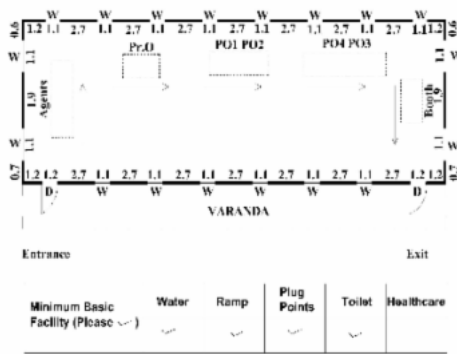 W W W W W W
0.6 1.2 1.1 2.7 1.1 2.7 1.1 2.7 1.1 2.7 1.1 2.7 1.1 2.7 1.1 1.2 0.6
Pr.O PO1 PO2 PO4 PO3
W 1.1 1.1 W
1.9 Agents Booth 1.9
W 1.1 1.1 W
0.7 1.2 1.2 2.7 1.1 2.7 1.1 2.7 1.1 2.7 1.1 2.7 1.1 2.7 1.2 1.2 0.7
D W W W W W D
VARANDA
Entrance Exit
Minimum Basic Facility (Please ✓) Water Ramp Plug Points Toilet Healthcare
✓ ✓ ✓ ✓